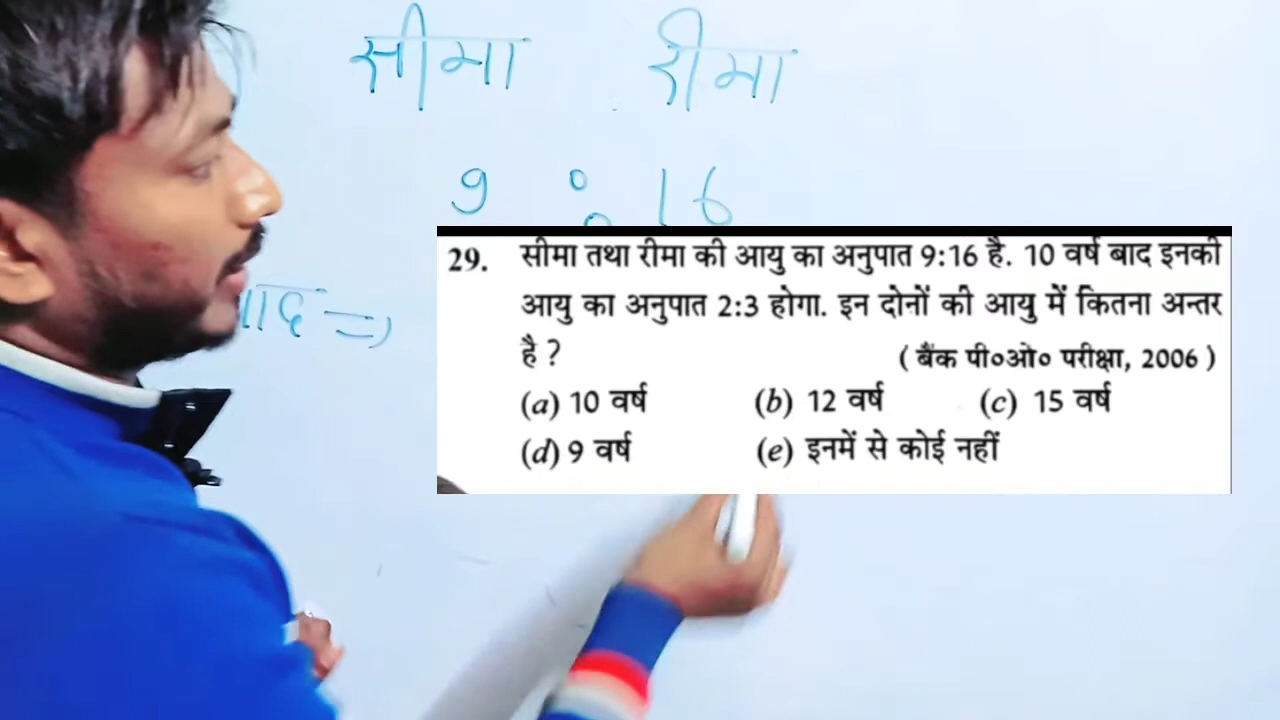 सीमा रीमा
9 : 16
बाद =>
29. सीमा तथा रीमा की आयु का अनुपात 9:16 है. 10 वर्ष बाद इनकी
आयु का अनुपात 2:3 होगा. इन दोनों की आयु में कितना अन्तर
है ?
( बैंक पी०ओ० परीक्षा, 2006 )
(a) 10 वर्ष (b) 12 वर्ष (c) 15 वर्ष
(d) 9 वर्ष (e) इनमें से कोई नहीं